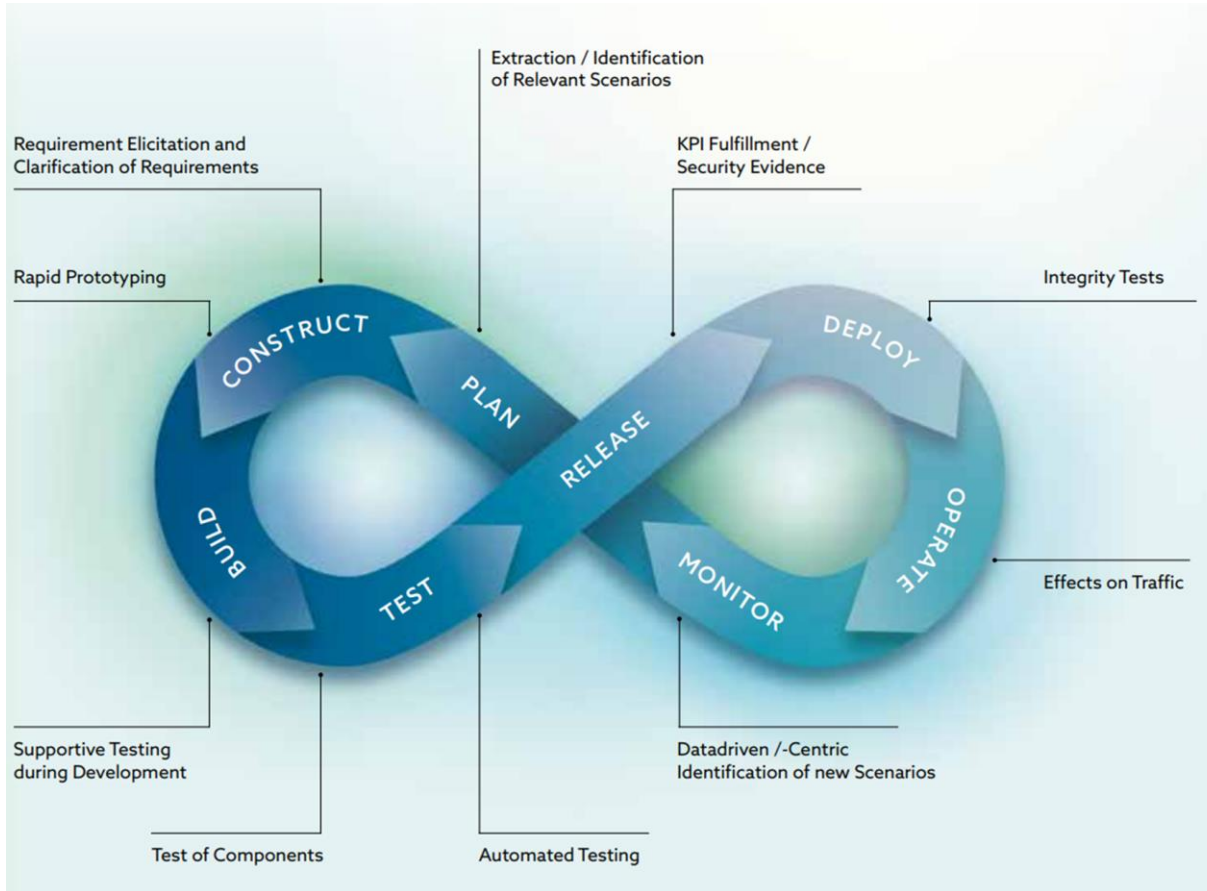 Extraction / Identification
of Relevant Scenarios
Requirement Elicitation and
Clarification of Requirements
KPI Fulfillment /
Security Evidence
Rapid Prototyping
Integrity Tests
CONSTRUCT
PLAN
RELEASE
DEPLOY
BUILD
TEST
MONITOR
OPERATE
Effects on Traffic
Supportive Testing
during Development
Datadriven /-Centric
Identification of new Scenarios
Test of Components
Automated Testing